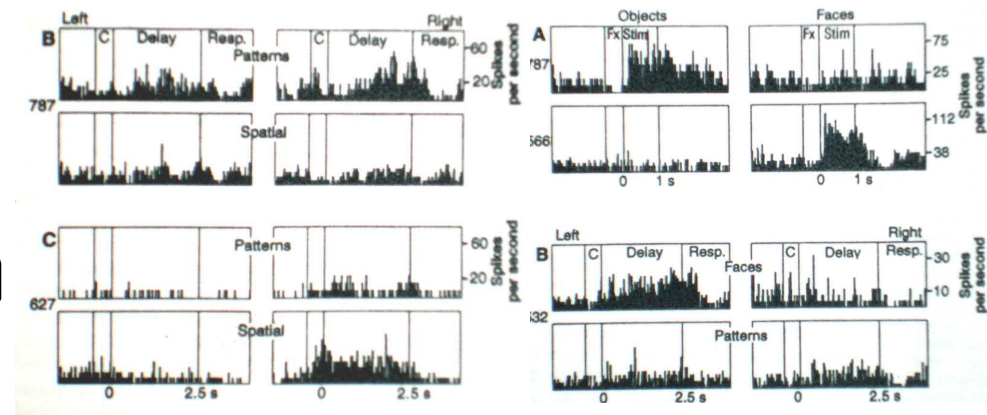 Left Right
B C Delay Resp. C Delay Resp.
Patterns
60
20
Spikes
per second
787
Spatial
C
Patterns
60
20
Spikes
per second
627
Spatial
0 2.5 s 0 2.5 s
Objects Faces
A Fx Stim Fx Stim
75
25
Spikes
per second
787
112
38
566
0 1 s 0 1 s
Left Right
B C Delay Resp. C Delay Resp.
Faces
30
10
Spikes
per second
Patterns
0 2.5 s 0 2.5 s